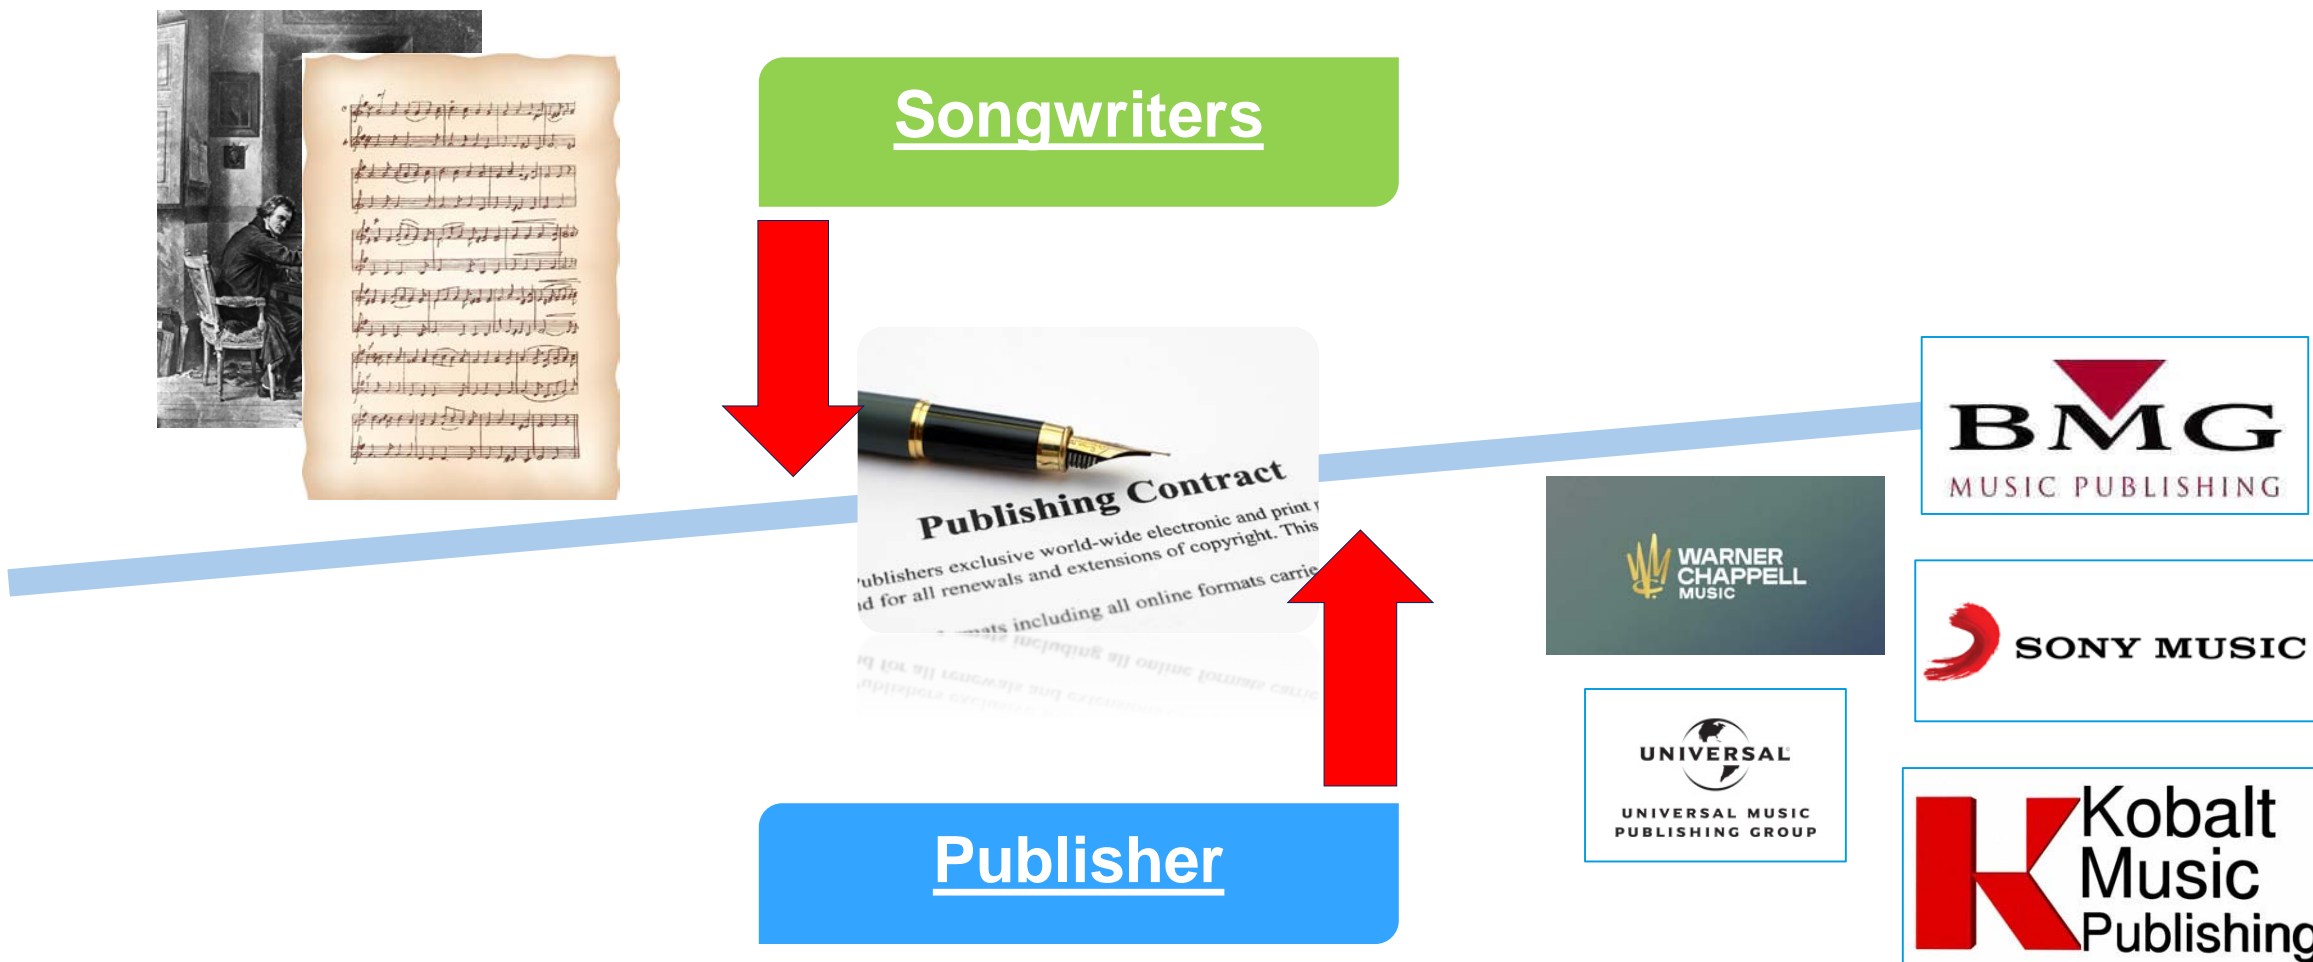 Songwriters
Publishing Contract
ublishers exclusive world-wide electronic and print
d for all renewals and extensions of copyright. This
mats including all online formats carrie
Publisher
BMG
MUSIC PUBLISHING
WARNER
CHAPPELL
MUSIC
SONY MUSIC
UNIVERSAL
UNIVERSAL MUSIC
PUBLISHING GROUP
Kobalt
Music
Publishing